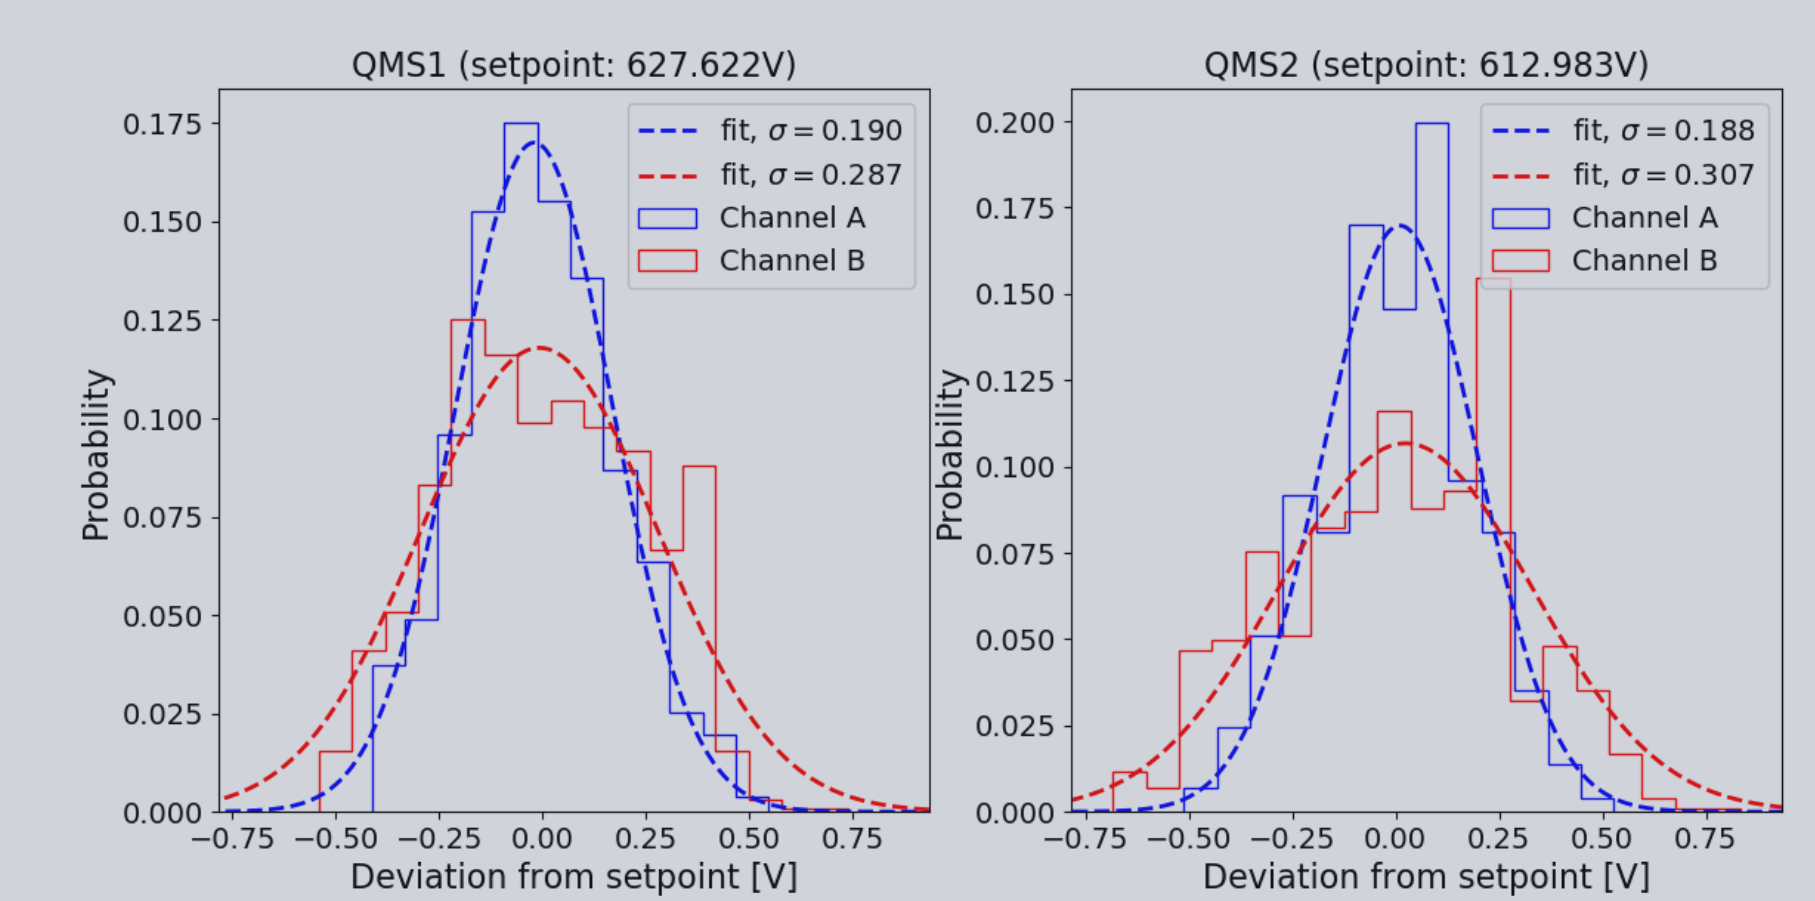 QMS1 (setpoint: 627.622V)
0.175
0.150
0.125
0.100
0.075
0.050
0.025
0.000
Probability
fit, σ = 0.190
fit, σ = 0.287
Channel A
Channel B
−0.75 −0.50 −0.25 0.00 0.25 0.50 0.75
Deviation from setpoint [V]
QMS2 (setpoint: 612.983V)
0.200
0.175
0.150
0.125
0.100
0.075
0.050
0.025
0.000
Probability
fit, σ = 0.188
fit, σ = 0.307
Channel A
Channel B
−0.75 −0.50 −0.25 0.00 0.25 0.50 0.75
Deviation from setpoint [V]